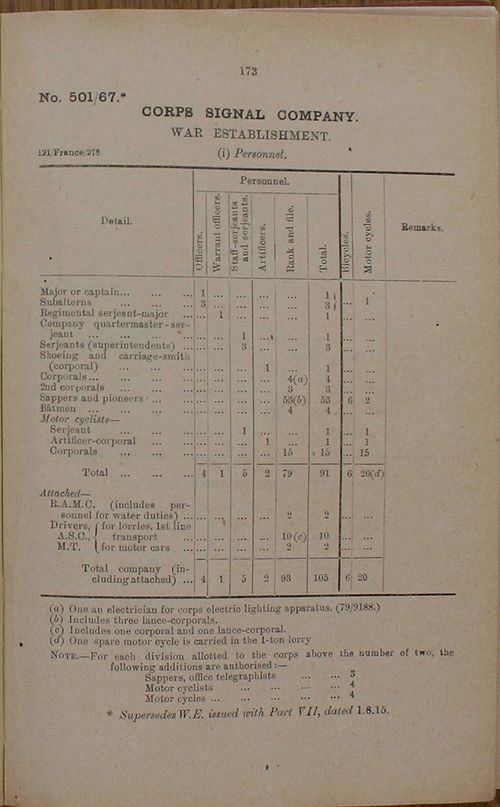 173
No. 501/67.*
CORPS SIGNAL COMPANY.
WAR ESTABLISHMENT.
121/France/278.
(i) Personnel.
Detail. Personnel. Bicycles. Motor cycles. Remarks.
Officers. Warrant officers. Staff-serjeants and serjeants. Artificers. Rank and file. Total.
Major or captain... ... ... 1 ... ... ... ... 1 } ... 1
Subalterns ... ... ... 3 ... ... ... ... 3 }
Regimental serjeant-major ... ... 1 ... ... ... 1 ... ...
Company quartermaster-ser-
jeant ... ... ... ... ... 1 ... ... 1 ... ...
Serjeants (superintendents) ... ... ... 3 ... ... 3 ... ...
Shoeing and carriage-smith
(corporal) ... ... ... ... ... ... 1 ... 1 ... ...
Corporals... ... ... ... ... ... ... ... 4(a) 4 ... ...
2nd corporals ... ... ... ... ... ... ... 3 3 ... ...
Sappers and pioneers ... ... ... ... ... ... 53(b) 53 6 2
Batmen ... ... ... ... ... ... ... ... 4 4 ... ...
Motor cyclists—
Serjeant ... ... ... ... ... 1 ... ... 1 ... 1
Artificer-corporal ... ... ... ... ... 1 ... 1 ... 1
Corporals ... ... ... ... ... ... ... 15 15 ... 15
Total ... ... ... 4 1 5 2 79 91 6 20(d)
Attached—
R.A.M.C. (includes per-
sonnel for water duties) ... ... ... ... ... 2 2 ... ...
Drivers, { for lorries, 1st line
A.S.C., transport ... ... ... ... ... 10(c) 10 ... ...
M.T. { for motor cars ... ... ... ... ... 2 2 ... ...
Total company (in-
cluding attached) ... 4 1 5 2 93 105 6 20
(a) One an electrician for corps electric lighting apparatus. (79/9188.)
(b) Includes three lance-corporals.
(c) Includes one corporal and one lance-corporal.
(d) One spare motor cycle is carried in the 1-ton lorry
NOTE.—For each division allotted to the corps above the number of two, the
following additions are authorised:—
Sappers, office telegraphists ... ... 3
Motor cyclists ... ... ... ... 4
Motor cycles ... ... ... ... ... 4
* Supersedes W.E. issued with Part VII, dated 1.8.15.